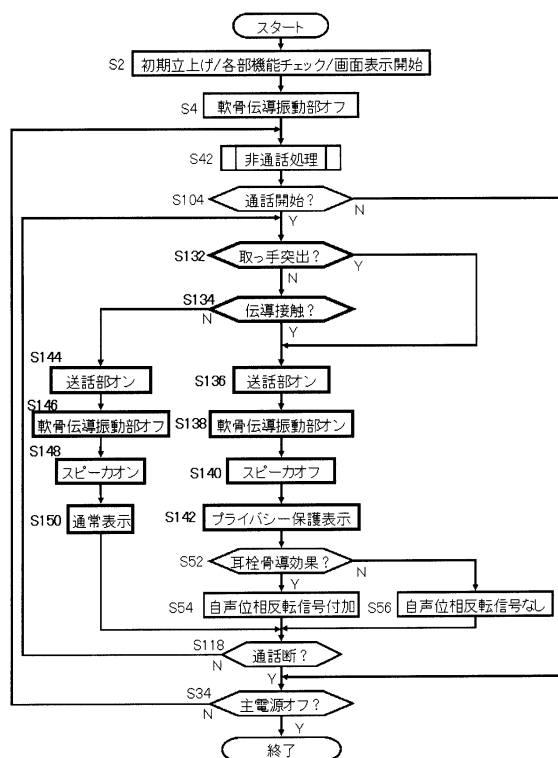 スタート
S2 初期立上げ/各部機能チェック/画面表示開始
S4 軟骨伝導振動部オフ
S42 非通話処理
S104 通話開始？ N
Y
S132 取っ手突出？ Y
N
S134 伝導接触？
N Y
S144 送話部オン
S136 送話部オン
S146 軟骨伝導振動部オフ
S138 軟骨伝導振動部オン
S148 スピーカオン
S140 スピーカオフ
S150 通常表示
S142 プライバシー保護表示
S52 耳栓骨導効果？ N
Y
S54 自声位相反転信号付加
S56 自声位相反転信号なし
S118 通話断？
N Y
S34 主電源オフ？
N Y
終了